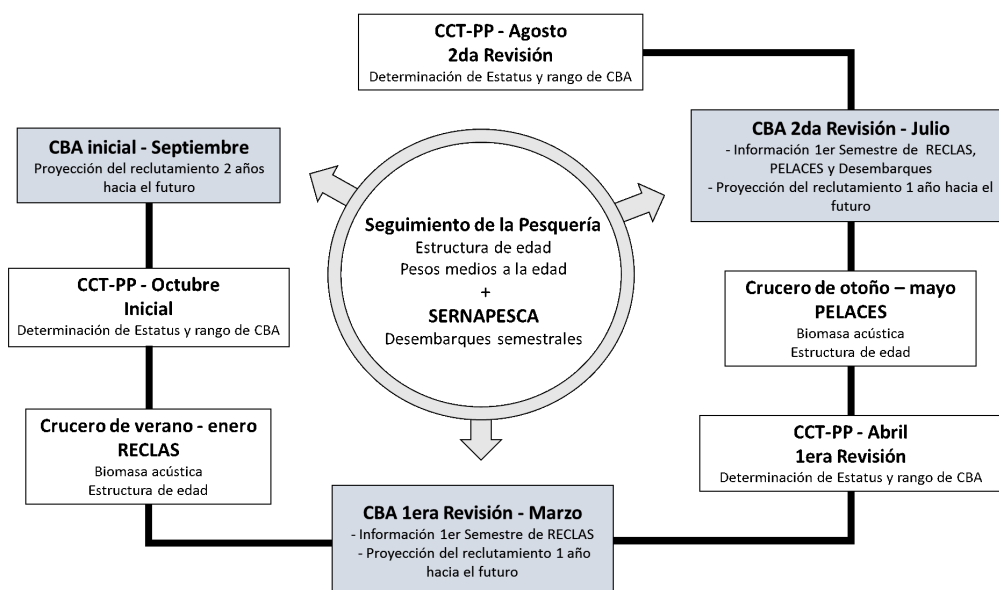 CCT-PP - Agosto
2da Revisión
Determinación de Estatus y rango de CBA
CBA inicial - Septiembre
Proyección del reclutamiento 2 años
hacia el futuro
CBA 2da Revisión - Julio
- Información 1er Semestre de RECLAS,
PELACES y Desembarques
- Proyección del reclutamiento 1 año hacia el
futuro
Seguimiento de la Pesquería
Estructura de edad
Pesos medios a la edad
+
SERNAPESCA
Desembarques semestrales
CCT-PP - Octubre
Inicial
Determinación de Estatus y rango de CBA
Crucero de otoño – mayo
PELACES
Biomasa acústica
Estructura de edad
Crucero de verano - enero
RECLAS
Biomasa acústica
Estructura de edad
CCT-PP - Abril
1era Revisión
Determinación de Estatus y rango de CBA
CBA 1era Revisión - Marzo
- Información 1er Semestre de RECLAS
- Proyección del reclutamiento 1 año
hacia el futuro